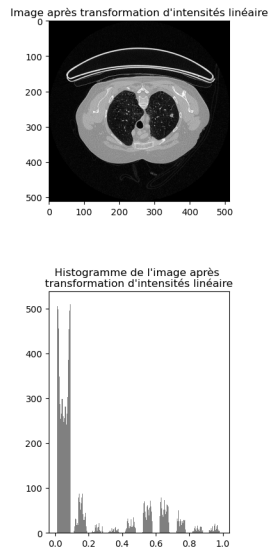 Image après transformation d'intensités linéaire
0
100
200
300
400
500
0 100 200 300 400 500
Histogramme de l'image après
transformation d'intensités linéaire
500
400
300
200
100
0
0.0 0.2 0.4 0.6 0.8 1.0